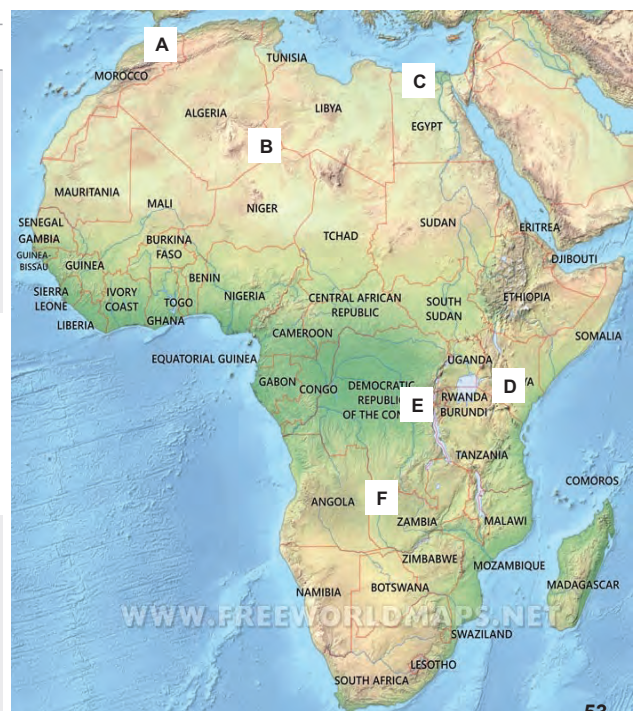 A
TUNISIA
MOROCCO
C
ALGERIA
LIBYA
EGYPT
B
MAURITANIA
MALI
NIGER
TCHAD
SUDAN
ERITREA
SENEGAL
GAMBIA
GUINEA-
BISSAU
GUINEA
BURKINA
FASO
BENIN
DJIBOUTI
SIERRA
LEONE
IVORY
COAST
TOGO
NIGERIA
CENTRAL AFRICAN
REPUBLIC
SOUTH
SUDAN
ETHIOPIA
LIBERIA
GHANA
CAMEROON
SOMALIA
EQUATORIAL GUINEA
UGANDA
GABON
CONGO
DEMOCRATIC
REPUBLIC
OF THE CON
E
RWANDA
BURUNDI
D
YA
TANZANIA
COMOROS
ANGOLA
F
ZAMBIA
MALAWI
ZIMBABWE
MOZAMBIQUE
NAMIBIA
BOTSWANA
MADAGASCAR
WWW.FREEWORLDMAPS.NET
SWAZILAND
LESOTHO
SOUTH AFRICA